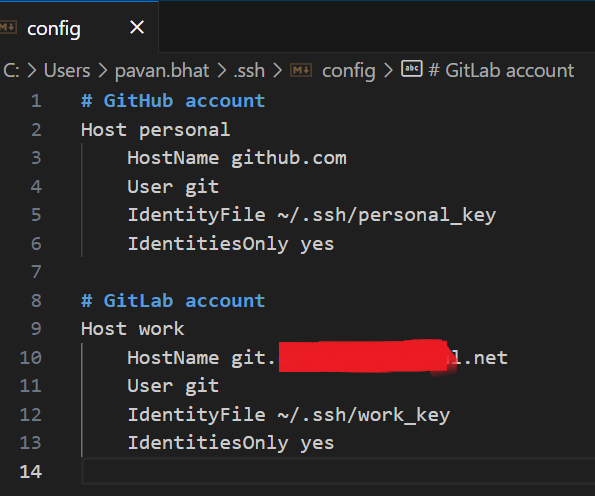 config
C: > Users > pavan.bhat > .ssh > config > # GitLab account
1 # GitHub account
2 Host personal
3 HostName github.com
4 User git
5 IdentityFile ~/.ssh/personal_key
6 IdentitiesOnly yes
7
8 # GitLab account
9 Host work
10 HostName git. .net
11 User git
12 IdentityFile ~/.ssh/work_key
13 IdentitiesOnly yes
14